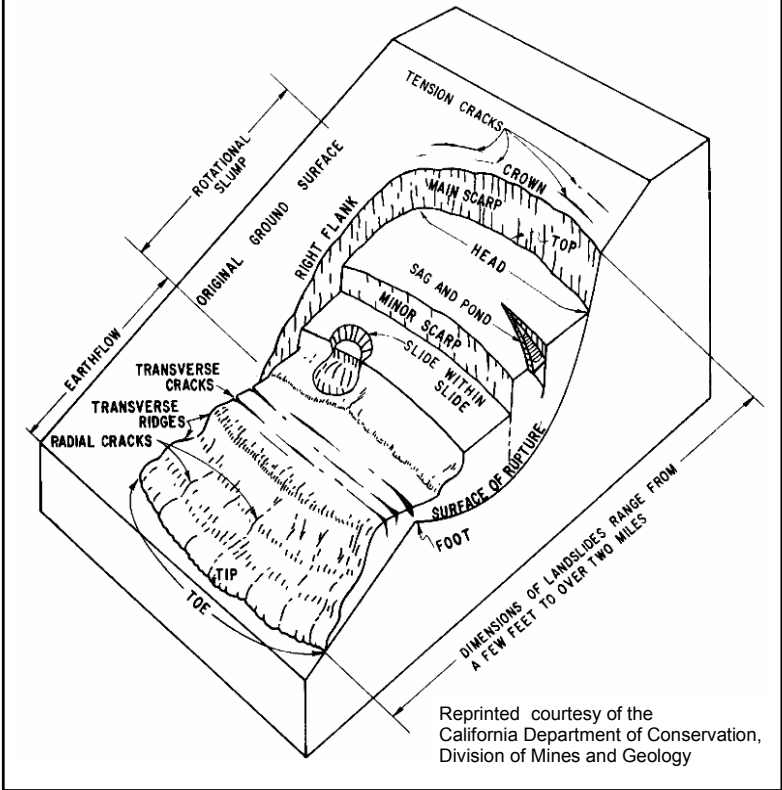 TENSION CRACKS
CROWN
MAIN SCARP
TOP
ROTATIONAL
SLUMP
ORIGINAL GROUND SURFACE
RIGHT FLANK
HEAD
SAG AND POND
MINOR SCARP
SLIDE WITHIN
SLIDE
EARTHFLOW
TRANSVERSE
CRACKS
TRANSVERSE
RIDGES
RADIAL CRACKS
SURFACE OF RUPTURE
FOOT
TIP
TOE
DIMENSIONS OF LANDSLIDES RANGE FROM
A FEW FEET TO OVER TWO MILES
Reprinted courtesy of the
California Department of Conservation,
Division of Mines and Geology